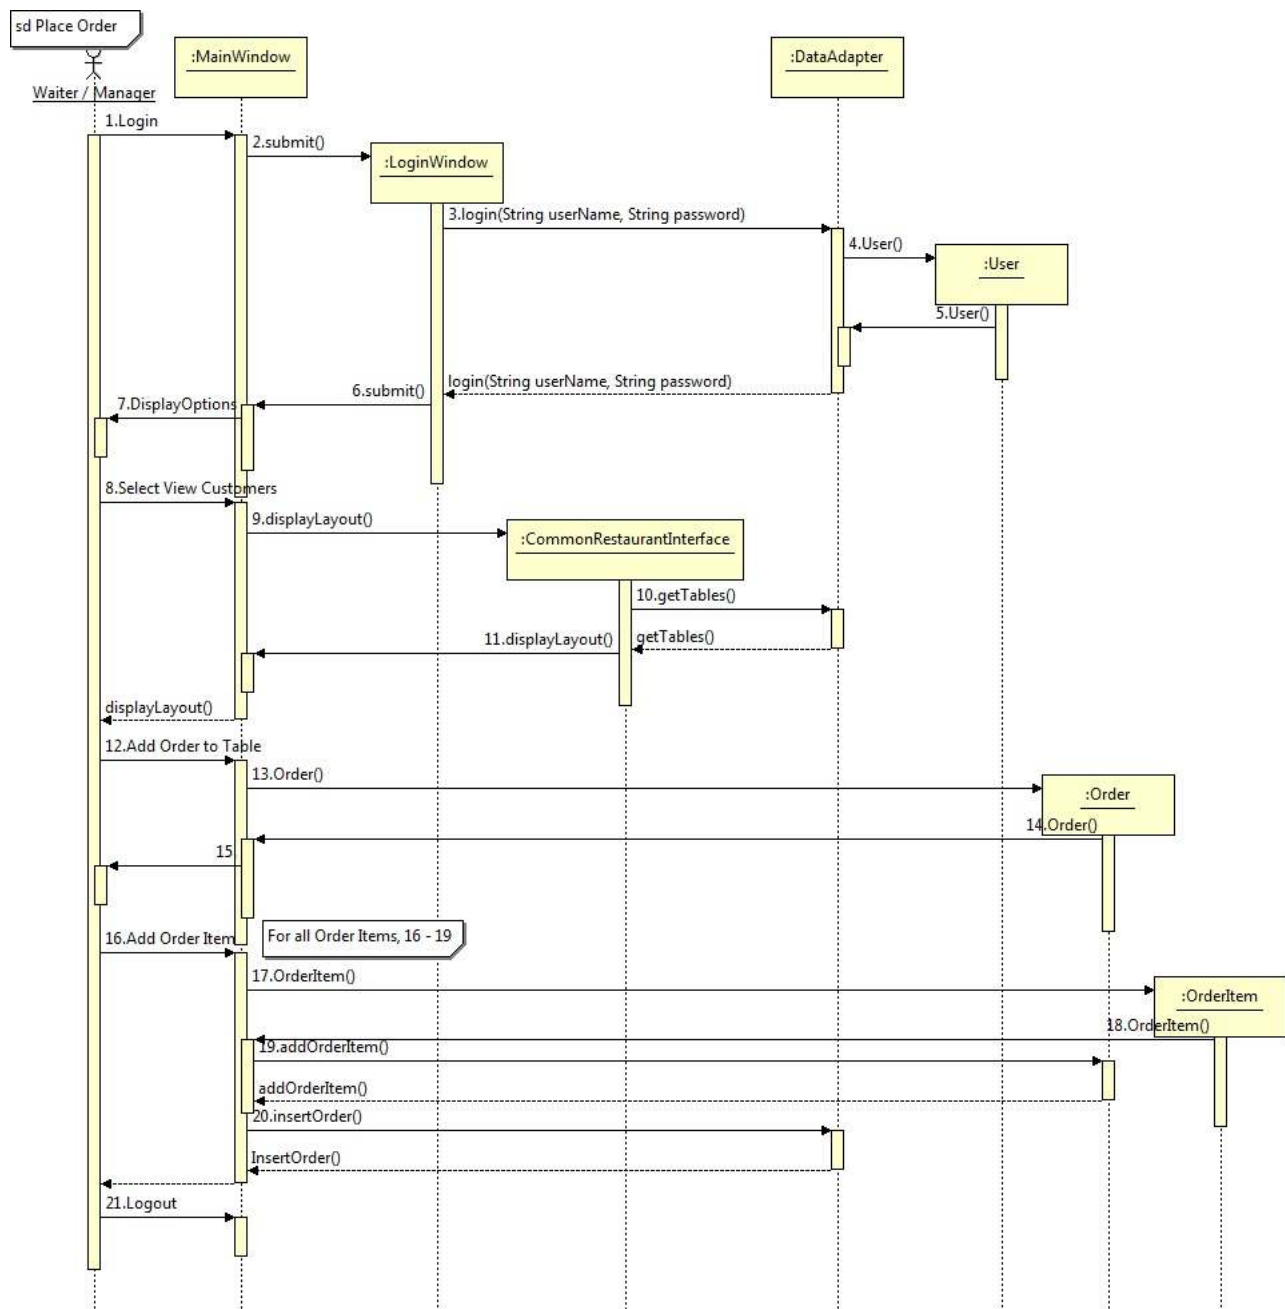 sd Place Order
:MainWindow
:DataAdapter
Waiter / Manager
1.Login
2.submit()
:LoginWindow
3.login(String userName, String password)
4.User()
:User
5.User()
login(String userName, String password)
6.submit()
7.DisplayOptions
8.Select View Customers
9.displayLayout()
:CommonRestaurantInterface
10.getTables()
11.displayLayout()
getTables()
displayLayout()
12.Add Order to Table
13.Order()
:Order
14.Order()
15
16.Add Order Item
For all Order Items, 16 - 19
17.OrderItem()
:OrderItem
18.OrderItem()
19.addOrderItem()
addOrderItem()
20.insertOrder()
InsertOrder()
21.Logout